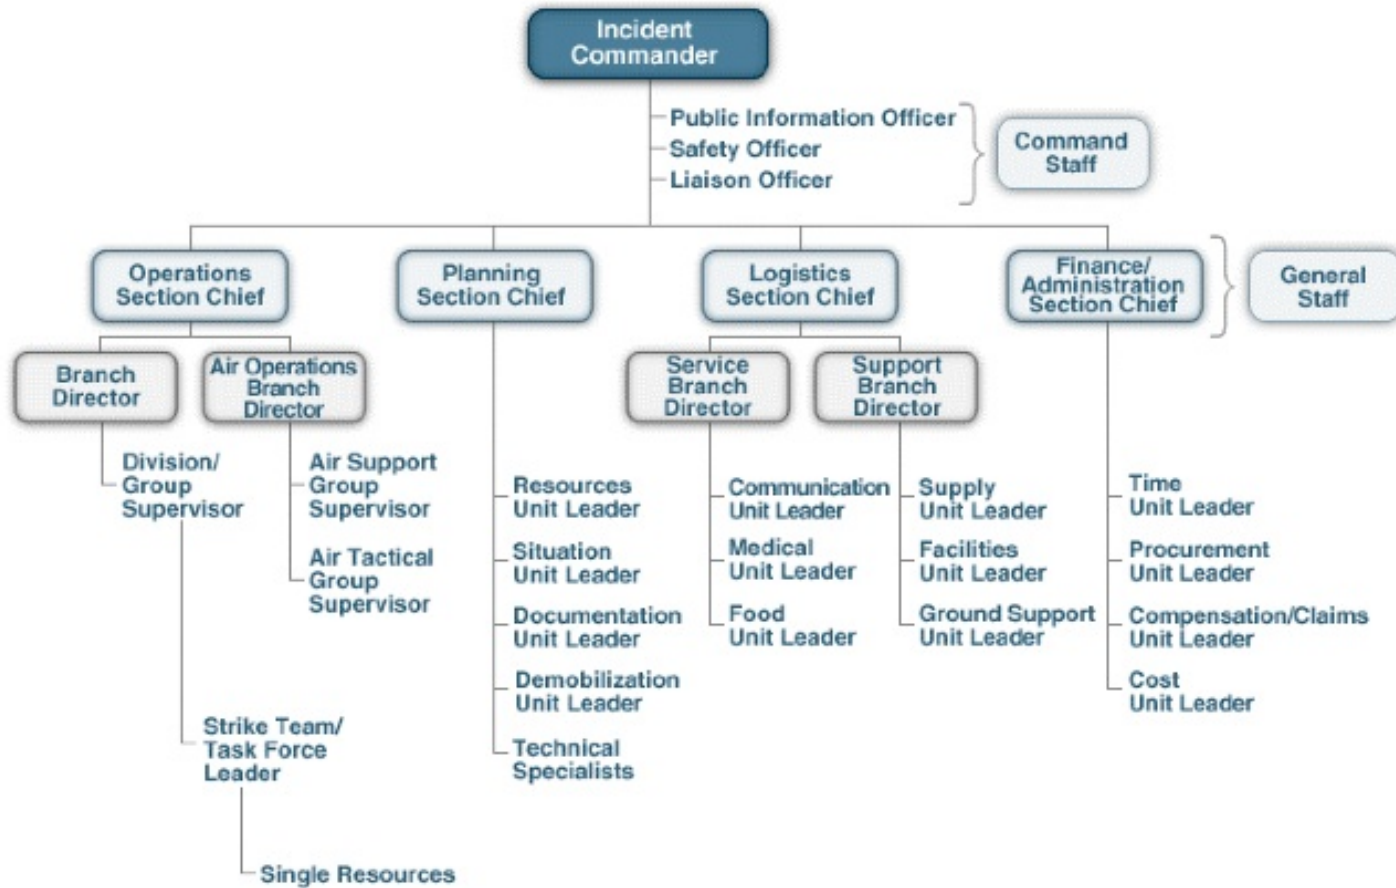 Incident
Commander
Public Information Officer
Safety Officer
Liaison Officer
Command
Staff
Operations
Section Chief
Planning
Section Chief
Logistics
Section Chief
Finance/
Administration
Section Chief
General
Staff
Branch
Director
Air Operations
Branch
Director
Service
Branch
Director
Support
Branch
Director
Division/
Group
Supervisor
Air Support
Group
Supervisor
Air Tactical
Group
Supervisor
Strike Team/
Task Force
Leader
Single Resources
Resources
Unit Leader
Situation
Unit Leader
Documentation
Unit Leader
Demobilization
Unit Leader
Technical
Specialists
Communication
Unit Leader
Medical
Unit Leader
Food
Unit Leader
Supply
Unit Leader
Facilities
Unit Leader
Ground Support
Unit Leader
Time
Unit Leader
Procurement
Unit Leader
Compensation/Claims
Unit Leader
Cost
Unit Leader